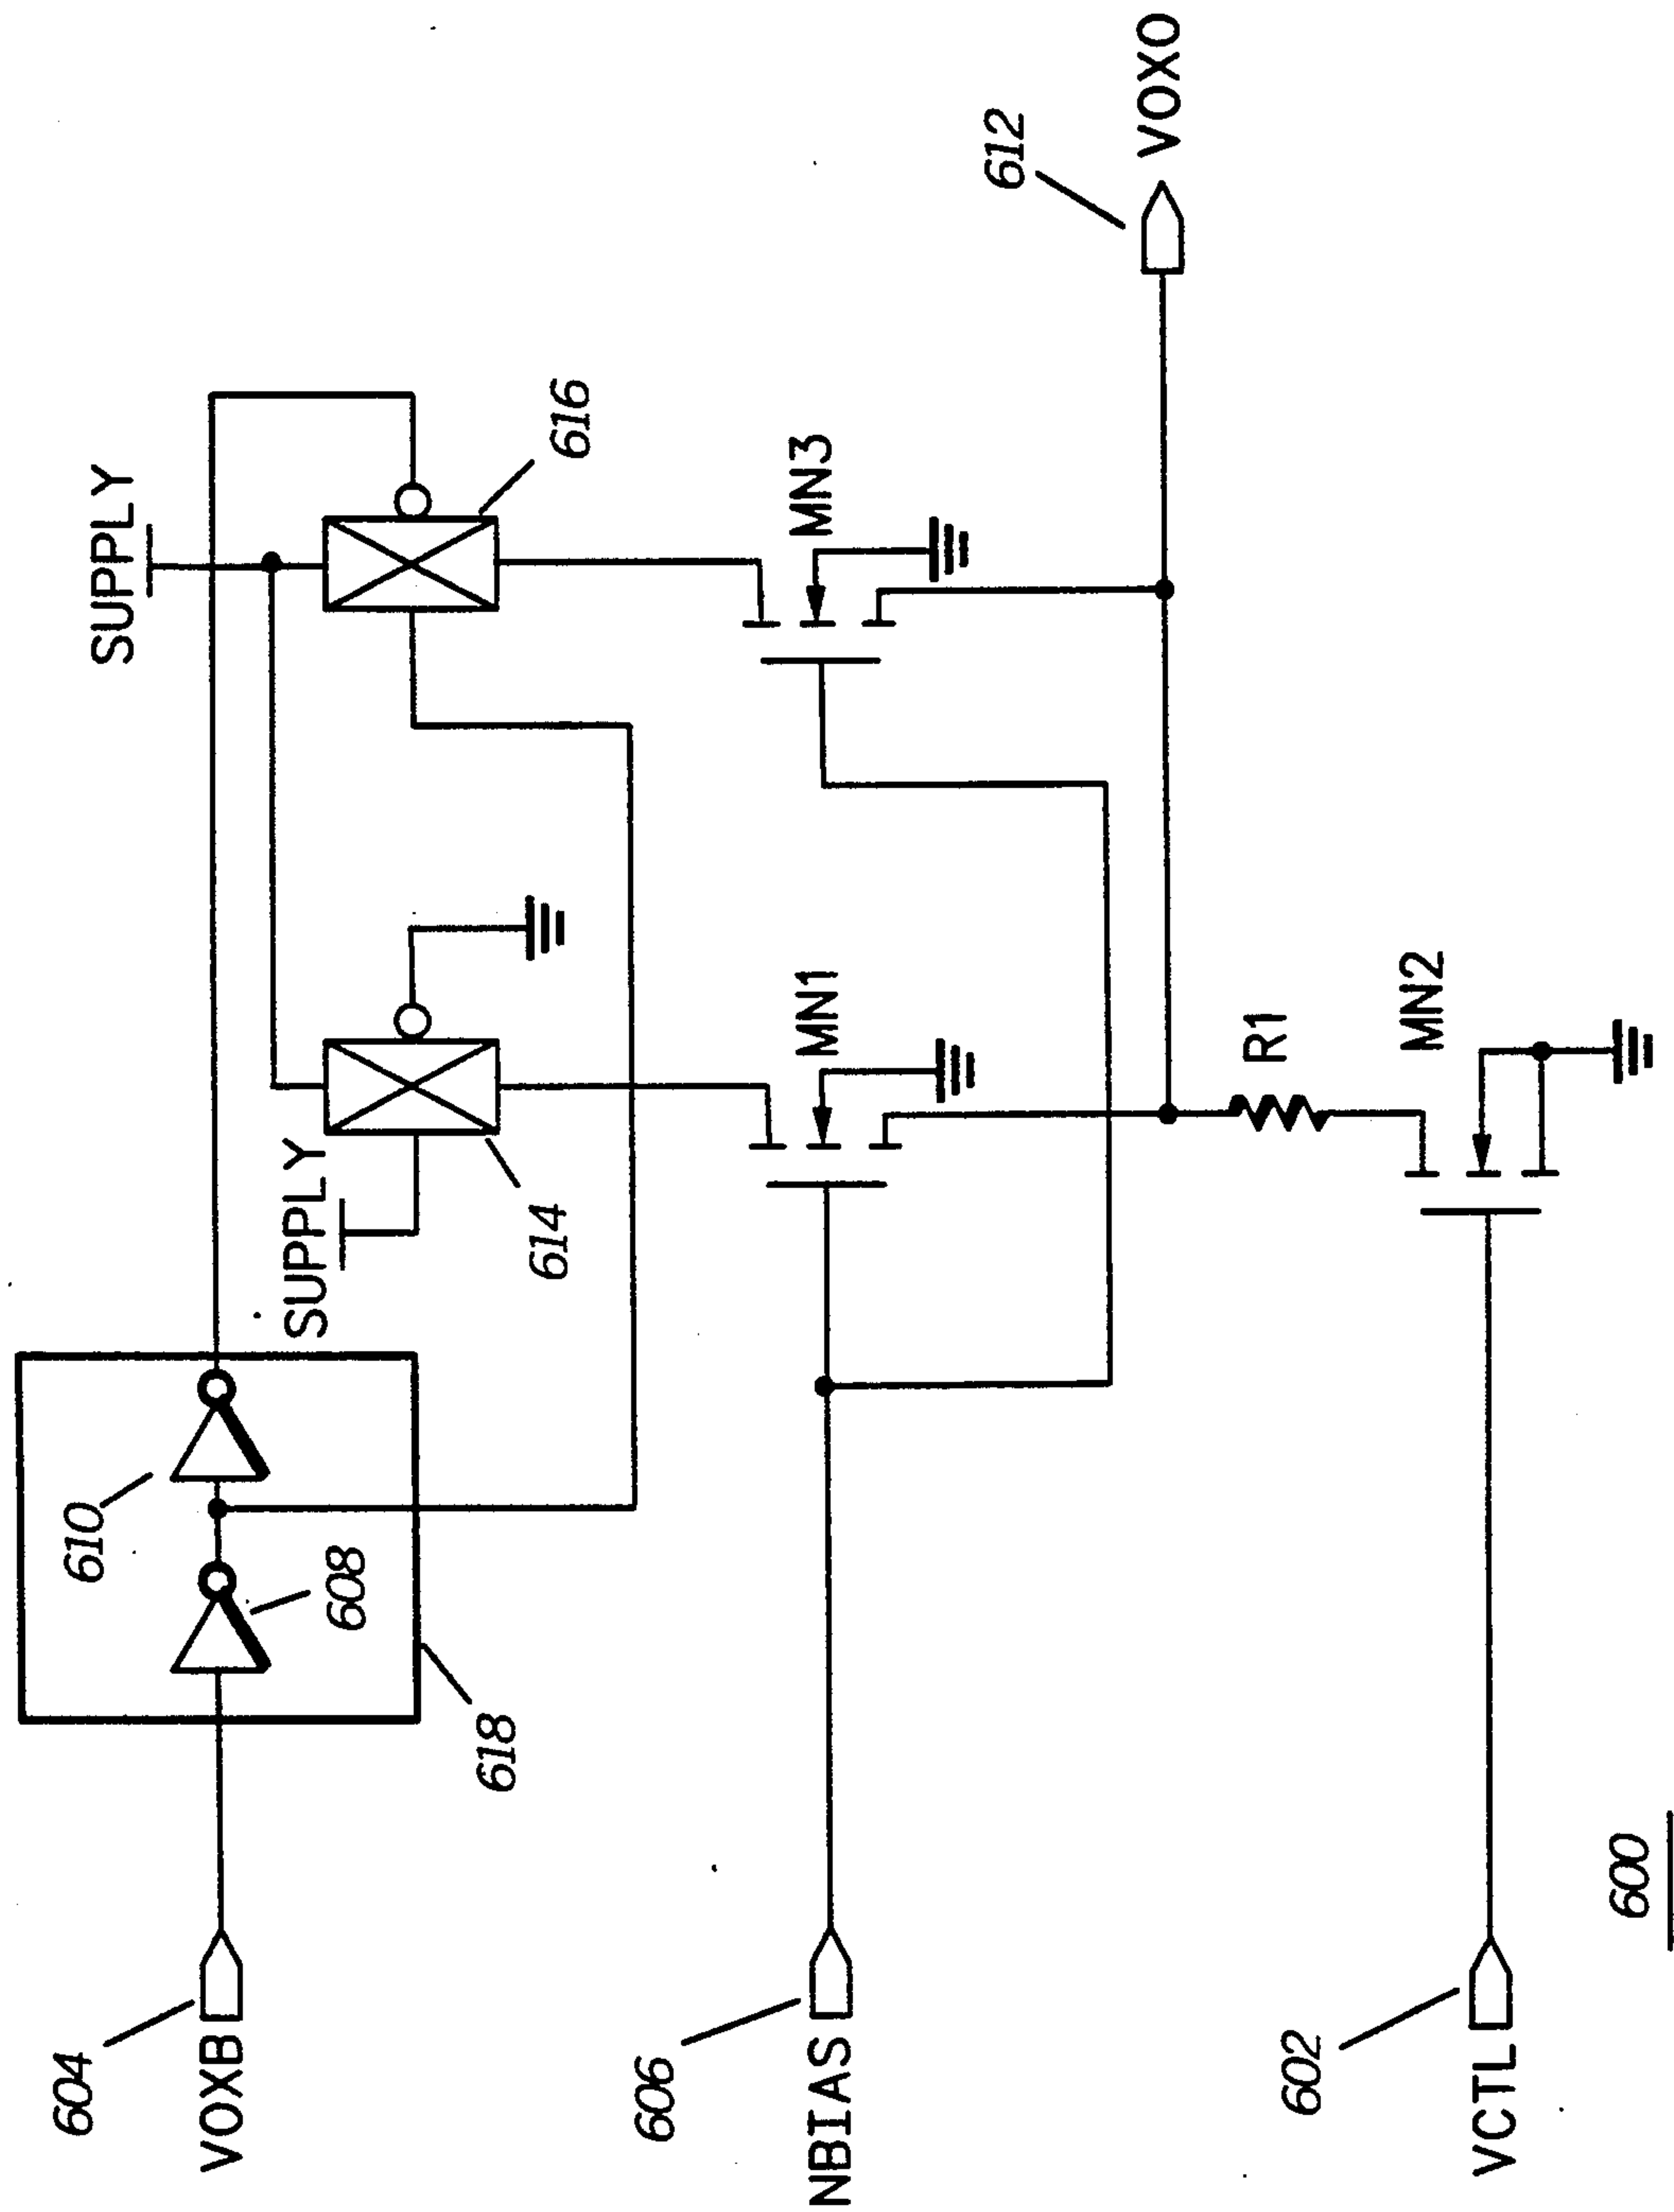 604
VOXB
618
608
610
SUPPLY
614
SUPPLY
616
606
NBIAS
MN1
MN3
612
VOXO
602
VCTL
R1
MN2
600